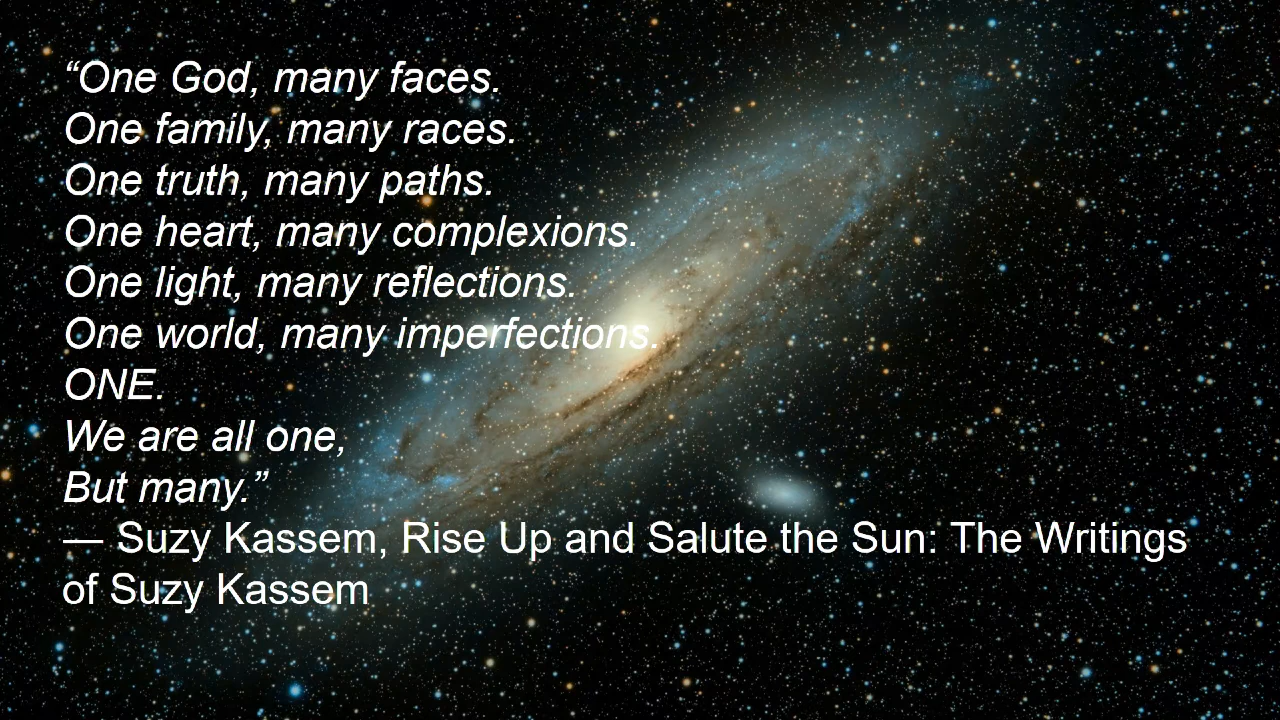 “One God, many faces.
One family, many races.
One truth, many paths.
One heart, many complexions.
One light, many reflections.
One world, many imperfections.
ONE.
We are all one,
But many.”
― Suzy Kassem, Rise Up and Salute the Sun: The Writings
of Suzy Kassem